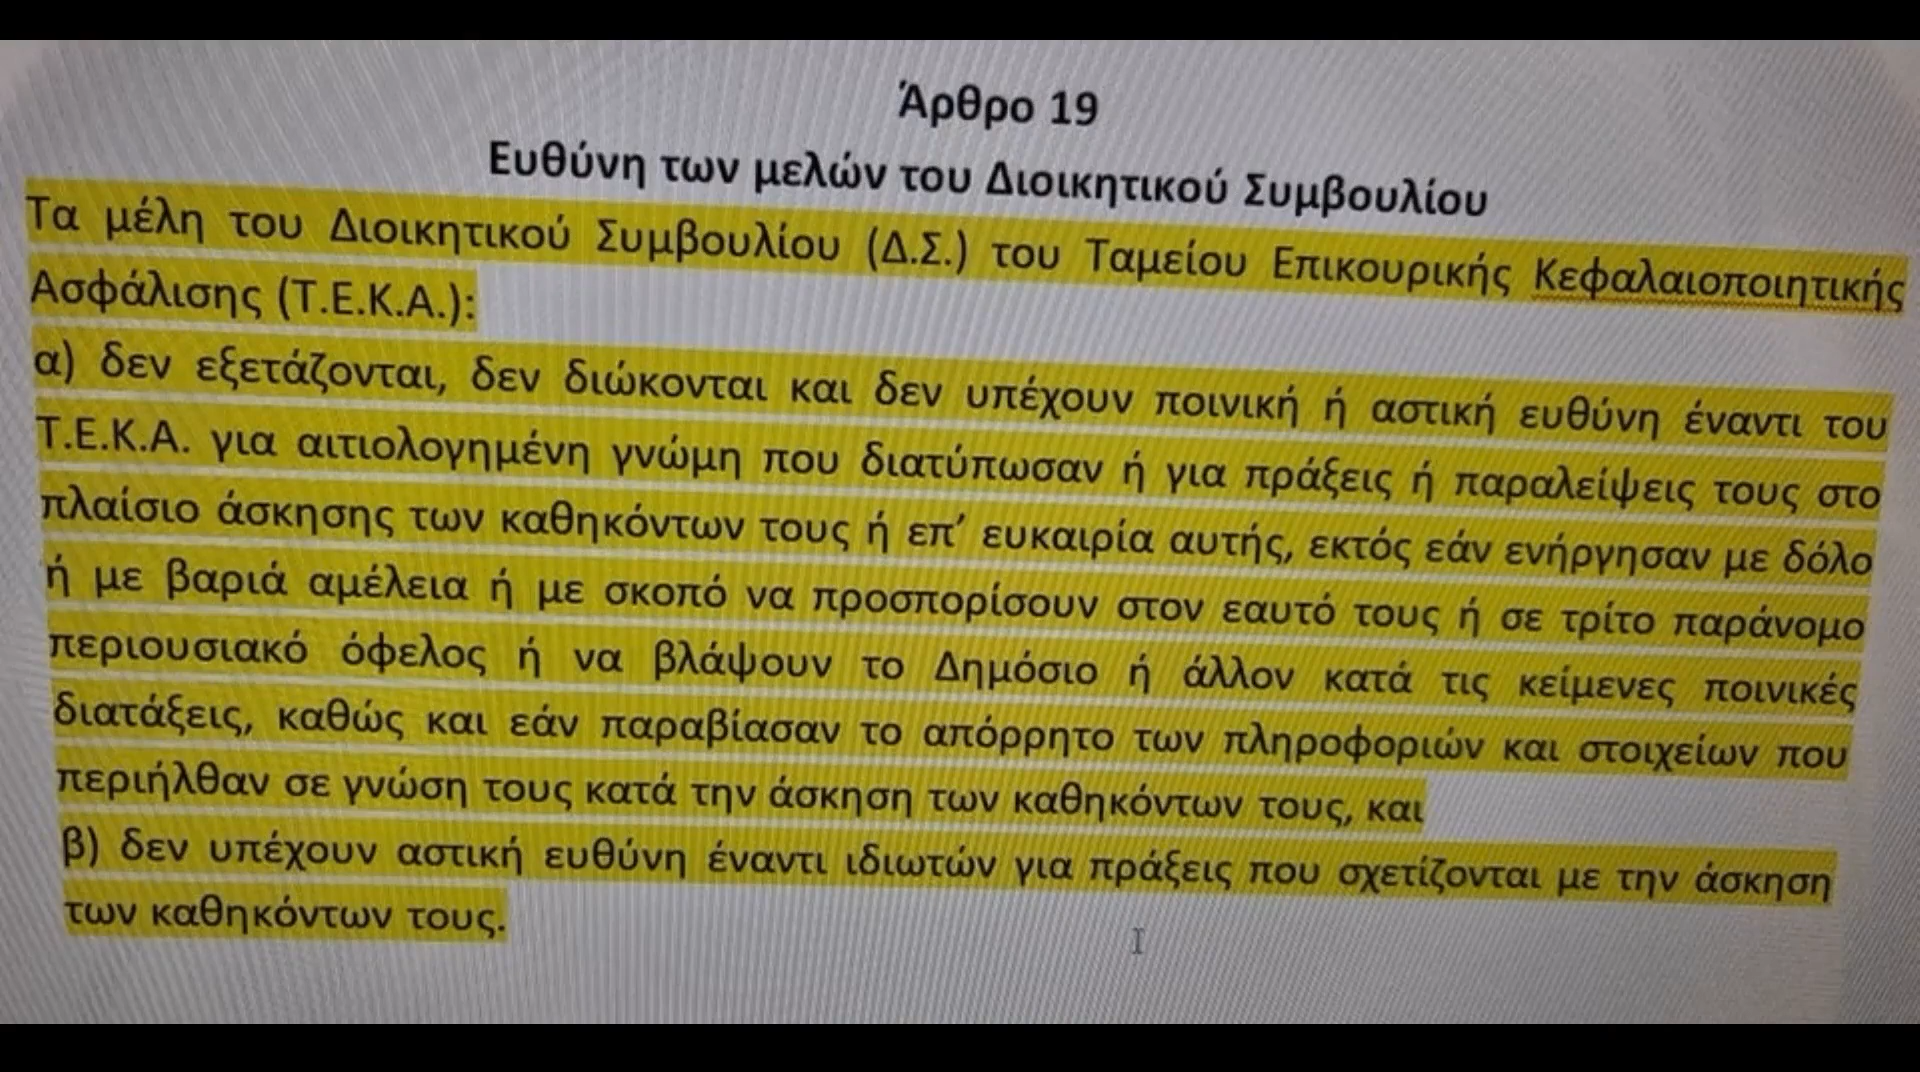 Άρθρο 19
Ευθύνη των μελών του Διοικητικού Συμβουλίου
Τα μέλη του Διοικητικού Συμβουλίου (Δ.Σ.) του Ταμείου Επικουρικής Κεφαλαιοποιητικής
Ασφάλισης (Τ.Ε.Κ.Α.):
α) δεν εξετάζονται, δεν διώκονται και δεν υπέχουν ποινική ή αστική ευθύνη έναντι του
Τ.Ε.Κ.Α. για αιτιολογημένη γνώμη που διατύπωσαν ή για πράξεις ή παραλείψεις τους στο
πλαίσιο άσκησης των καθηκόντων τους ή επ’ ευκαιρία αυτής, εκτός εάν ενήργησαν με δόλο
ή με βαριά αμέλεια ή με σκοπό να προσπορίσουν στον εαυτό τους ή σε τρίτο παράνομο
περιουσιακό όφελος ή να βλάψουν το Δημόσιο ή άλλον κατά τις κείμενες ποινικές
διατάξεις, καθώς και εάν παραβίασαν το απόρρητο των πληροφοριών και στοιχείων που
περιήλθαν σε γνώση τους κατά την άσκηση των καθηκόντων τους, και
β) δεν υπέχουν αστική ευθύνη έναντι ιδιωτών για πράξεις που σχετίζονται με την άσκηση
των καθηκόντων τους.